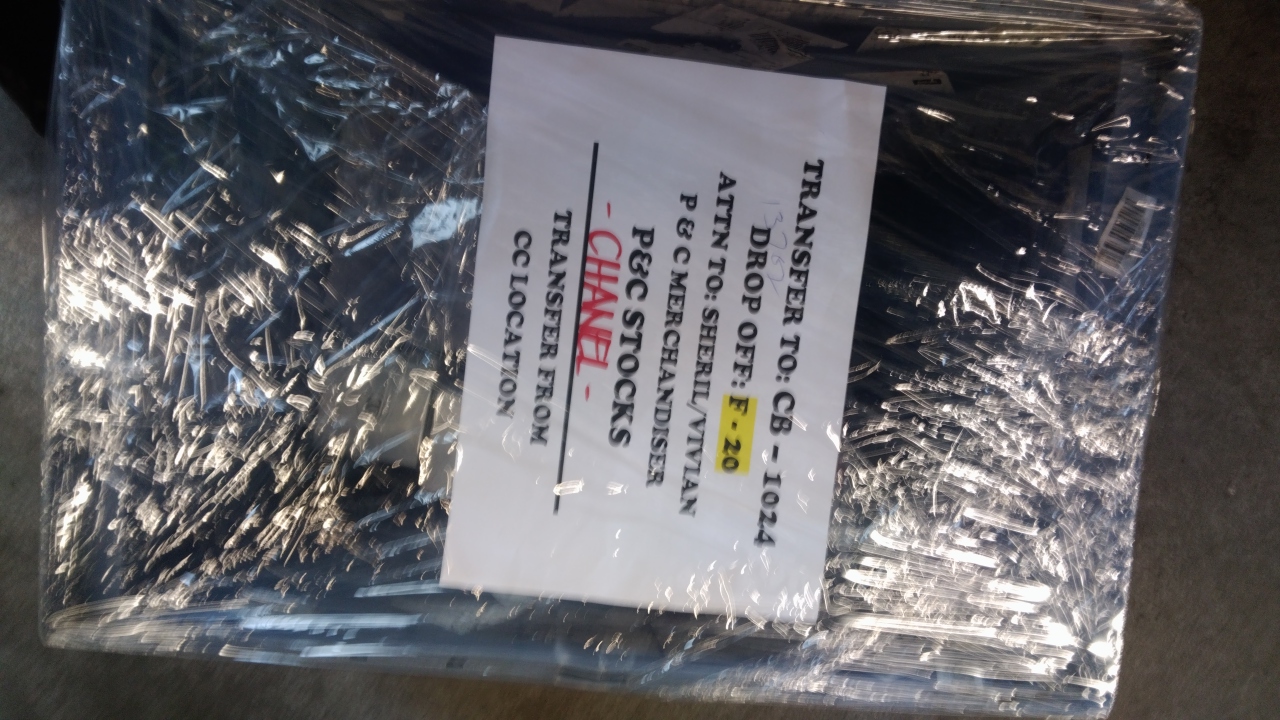 TRANSFER TO: CB - 1024
DROP OFF: F - 20
ATTN TO: SHERIL/VIVIAN
P & C MERCHANDISER
P&C STOCKS
- CHANEL -
TRANSFER FROM
CC LOCATION